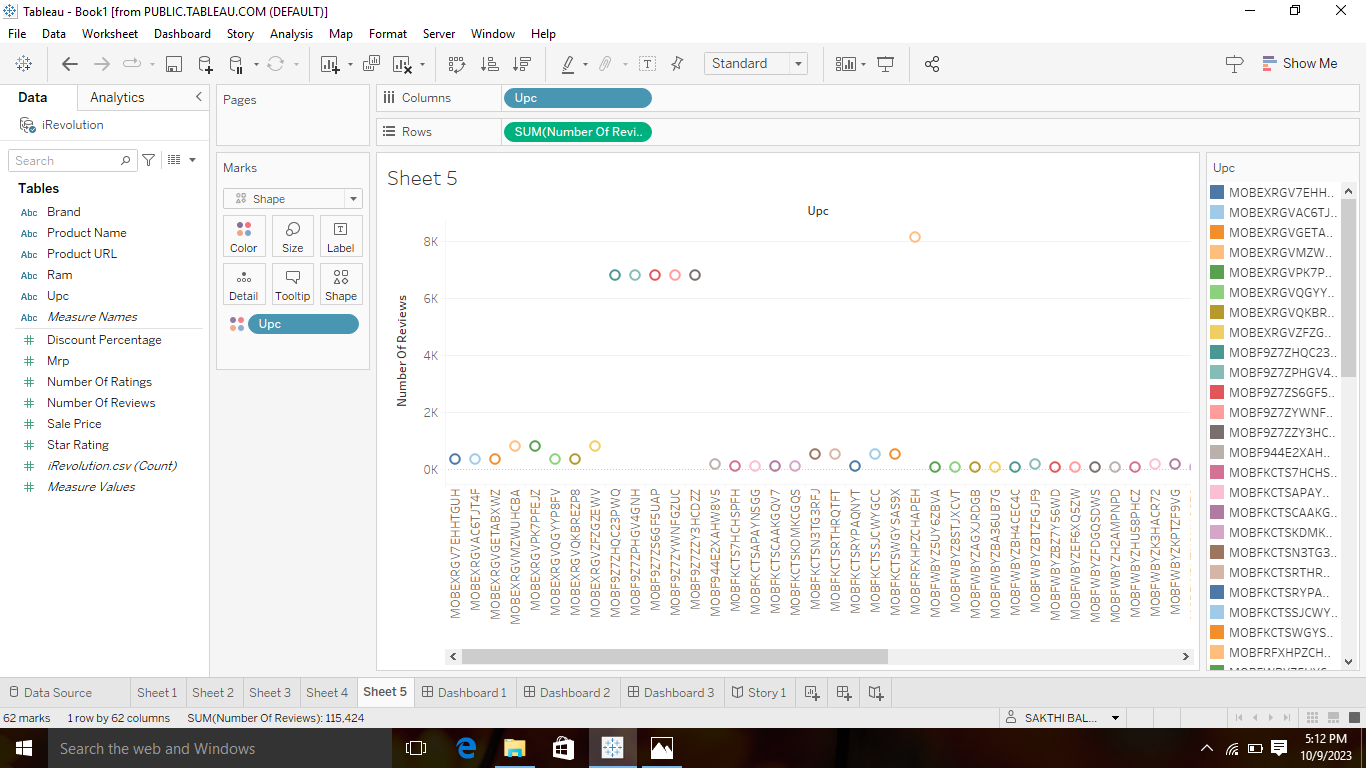 Tableau - Book1 [from PUBLIC.TABLEAU.COM (DEFAULT)]
File Data Worksheet Dashboard Story Analysis Map Format Server Window Help
Standard
Show Me
Data Analytics
iRevolution
Search
Tables
Abc Brand
Abc Product Name
Abc Product URL
Abc Ram
Abc Upc
Abc Measure Names
# Discount Percentage
# Mrp
# Number Of Ratings
# Number Of Reviews
# Sale Price
# Star Rating
# iRevolution.csv (Count)
# Measure Values
Pages
Marks
Shape
Color Size Label
Detail Tooltip Shape
Upc
Columns Upc
Rows SUM(Number Of Revi..
Sheet 5
Upc
Number Of Reviews
8K
6K
4K
2K
0K
MOBEXRGV7EHHTGUH
MOBEXRGVAC6TJT4F
MOBEXRGVGETABXWZ
MOBEXRGVMZWUHCBA
MOBEXRGVPK7PFEJZ
MOBEXRGVQGYYP8FV
MOBEXRGVQKBREZP8
MOBEXRGVZFZGZEWV
MOBF9Z7ZHQC23PWQ
MOBF9Z7ZPHGV4GNH
MOBF9Z7ZS6GF5UAP
MOBF9Z7ZYWNFGZUC
MOBF9Z7ZZY3HCDZZ
MOBF944E2XAHW8VS
MOBFKCTS7HCHSPFH
MOBFKCTSAPAYNSGG
MOBFKCTSCAAKGQV7
MOBFKCTSKDMKCGQS
MOBFKCTSN3TG3RFJ
MOBFKCTSRTHRQTFT
MOBFKCTSRYPAQNYT
MOBFKCTSSJCWYGCC
MOBFKCTSWGYSAS9X
MOBFRFXHPZCHAPEH
MOBFWBYZ5UY6ZBVA
MOBFWBYZ8STJXCVT
MOBFWBYZAGXJRDGB
MOBFWBYZBA36UB7G
MOBFWBYZBH4CEC4C
MOBFWBYZBTZFGJF9
MOBFWBYZBZ7Y56WD
MOBFWBYZEF6XQ5ZW
MOBFWBYZFDGQSDWS
MOBFWBYZH2AMPNPD
MOBFWBYZHU58PHCZ
MOBFWBYZK3HACR72
MOBFWBYZKPTZF9VG
Upc
MOBEXRGV7EHH..
MOBEXRGVAC6TJ..
MOBEXRGVGETA..
MOBEXRGVMZW..
MOBEXRGVPK7P..
MOBEXRGVQGYY..
MOBEXRGVQKBR..
MOBEXRGVZFZG..
MOBF9Z7ZHQC23..
MOBF9Z7ZPHGV4..
MOBF9Z7ZS6GF5..
MOBF9Z7ZYWNF..
MOBF9Z7ZZY3HC..
MOBF944E2XAH..
MOBFKCTS7HCHS..
MOBFKCTSAPAY..
MOBFKCTSCAAKG..
MOBFKCTSKDMK..
MOBFKCTSN3TG3..
MOBFKCTSRTHR..
MOBFKCTSRYPA..
MOBFKCTSSJCWY..
MOBFKCTSWGYS..
MOBFRFXHPZCH..
Data Source Sheet 1 Sheet 2 Sheet 3 Sheet 4 Sheet 5 Dashboard 1 Dashboard 2 Dashboard 3 Story 1
62 marks 1 row by 62 columns SUM(Number Of Reviews): 115.424 SAKTHI BAL...
Search the web and Windows
5:12 PM
10/9/2023